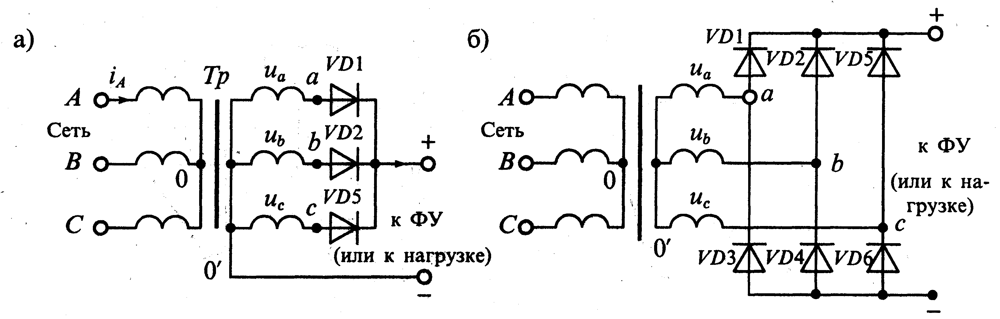 а)
Tр
i_A
A
Сеть
B
0
C
u_a
a
VD1
u_b
b
VD2
u_c
c
VD5
+
к ФУ
(или к нагрузке)
0′
−
б)
A
Сеть
B
0
C
u_a
a
u_b
b
u_c
c
0′
VD1
VD2
VD5
VD3
VD4
VD6
+
к ФУ
(или к на-
грузке)
−